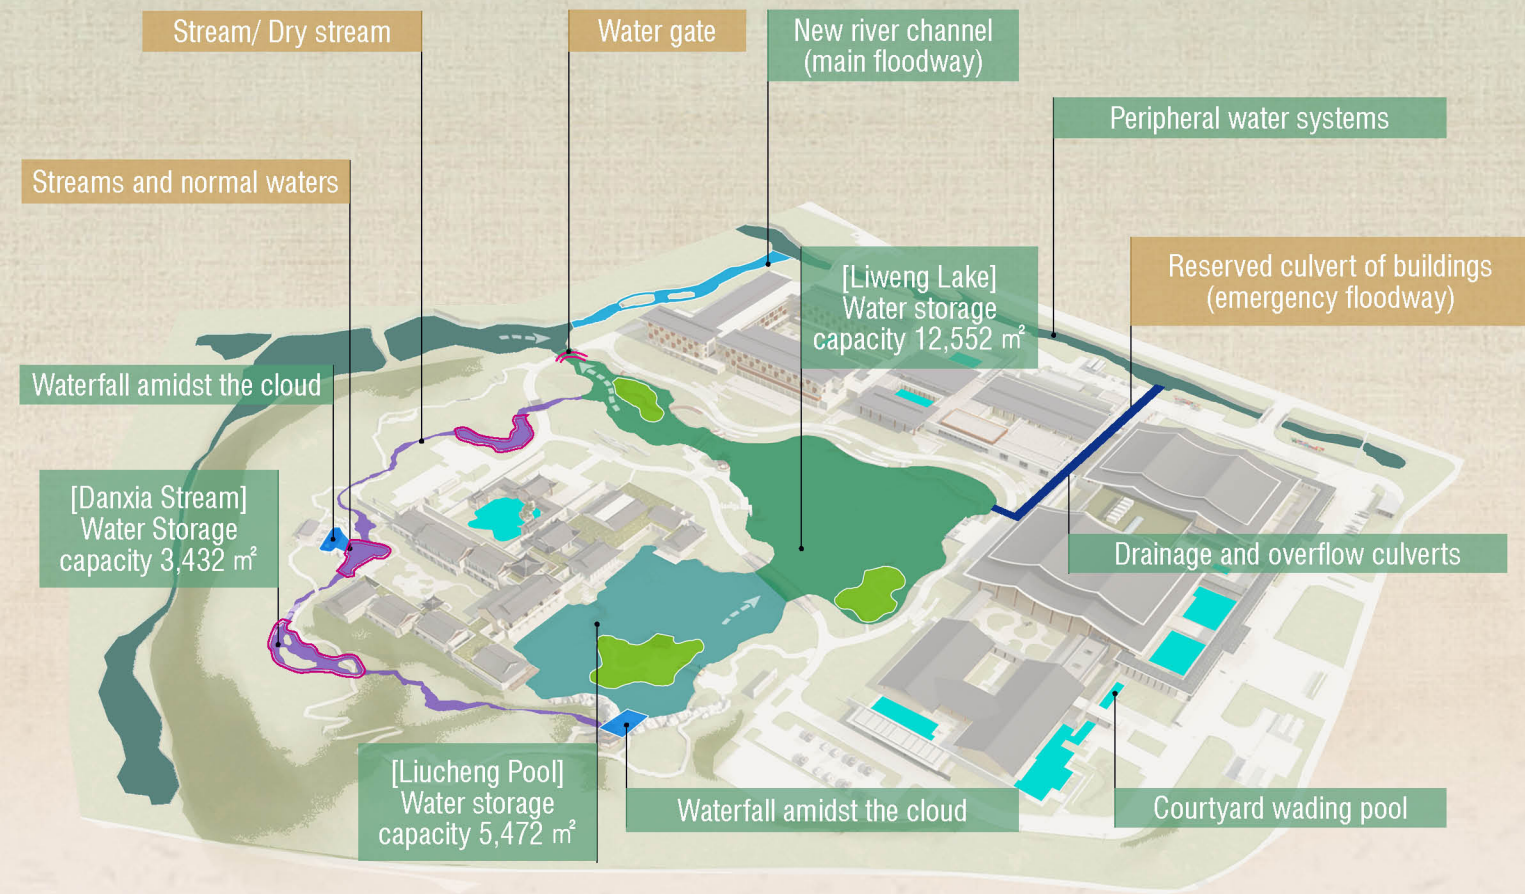 Stream/ Dry stream
Water gate
New river channel
(main floodway)
Peripheral water systems
Streams and normal waters
Reserved culvert of buildings
(emergency floodway)
[Liweng Lake]
Water storage
capacity 12,552 ㎡
Waterfall amidst the cloud
[Danxia Stream]
Water Storage
capacity 3,432 ㎡
Drainage and overflow culverts
[Liucheng Pool]
Water storage
capacity 5,472 ㎡
Waterfall amidst the cloud
Courtyard wading pool